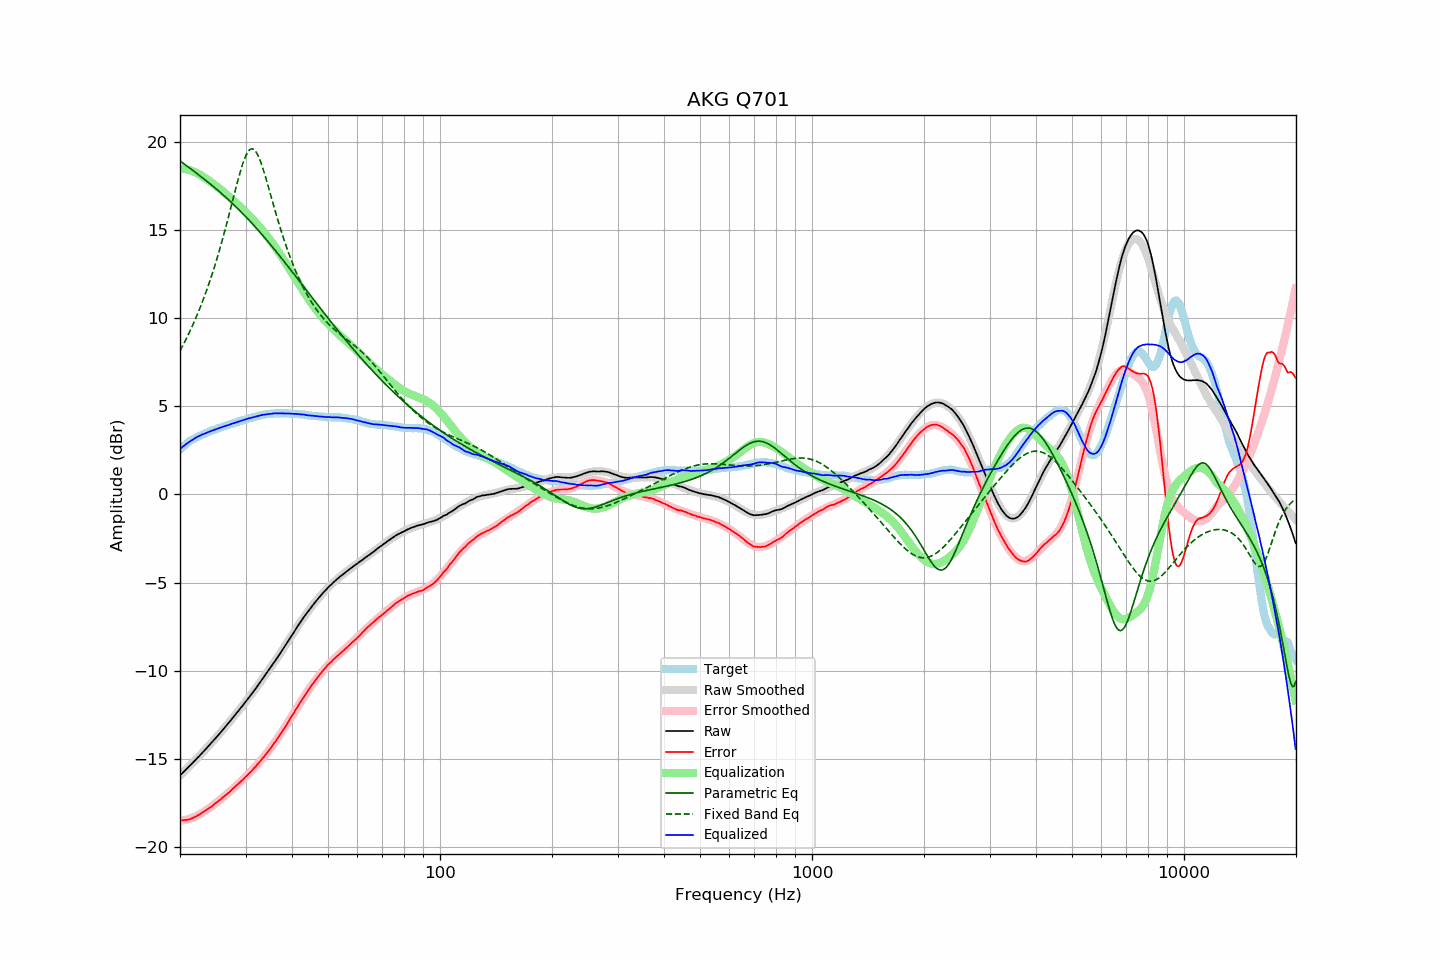 AKG Q701
Amplitude (dBr)
20
15
10
5
0
−5
−10
−15
−20
Target
Raw Smoothed
Error Smoothed
Raw
Error
Equalization
Parametric Eq
Fixed Band Eq
Equalized
100
1000
10000
Frequency (Hz)